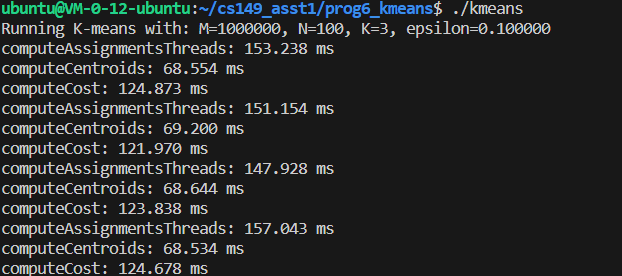 ubuntu@VM-0-12-ubuntu:~/cs149_asst1/prog6_kmeans$ ./kmeans
Running K-means with: M=1000000, N=100, K=3, epsilon=0.100000
computeAssignmentsThreads: 153.238 ms
computeCentroids: 68.554 ms
computeCost: 124.873 ms
computeAssignmentsThreads: 151.154 ms
computeCentroids: 69.200 ms
computeCost: 121.970 ms
computeAssignmentsThreads: 147.928 ms
computeCentroids: 68.644 ms
computeCost: 123.838 ms
computeAssignmentsThreads: 157.043 ms
computeCentroids: 68.534 ms
computeCost: 124.678 ms